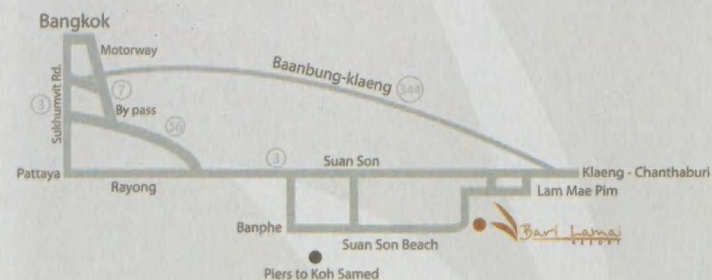 Bangkok
Motorway
Baanbung-klaeng 344
Sukhumvit Rd.
3
7
By pass
36
3
Suan Son
Pattaya
Klaeng - Chanthaburi
Rayong
Lam Mae Pim
Banphe
Bari Lamai
RESORT
Suan Son Beach
Piers to Koh Samed